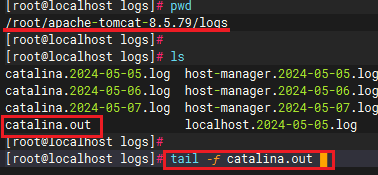 [root@localhost logs]# pwd
/root/apache-tomcat-8.5.79/logs
[root@localhost logs]#
[root@localhost logs]# ls
catalina.2024-05-05.log  host-manager.2024-05-05.log
catalina.2024-05-06.log  host-manager.2024-05-06.log
catalina.2024-05-07.log  host-manager.2024-05-07.log
catalina.out             localhost.2024-05-05.log
[root@localhost logs]#
[root@localhost logs]# tail -f catalina.out